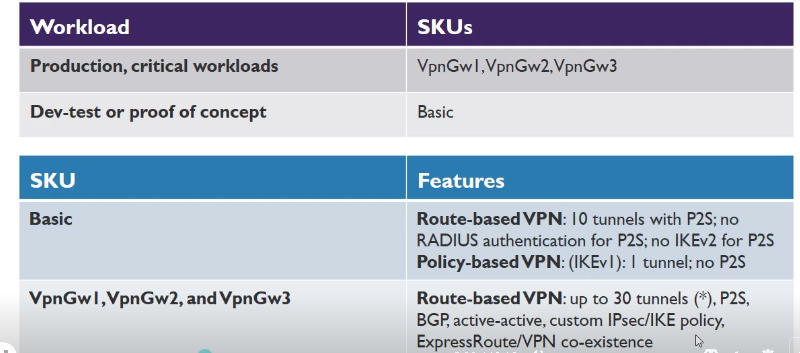 Workload SKUs
Production, critical workloads VpnGw1,VpnGw2,VpnGw3
Dev-test or proof of concept Basic
SKU Features
Basic Route-based VPN: 10 tunnels with P2S; no
RADIUS authentication for P2S; no IKEv2 for P2S
Policy-based VPN: (IKEv1): 1 tunnel; no P2S
VpnGw1,VpnGw2, and VpnGw3 Route-based VPN: up to 30 tunnels (*), P2S,
BGP, active-active, custom IPsec/IKE policy,
ExpressRoute/VPN co-existence